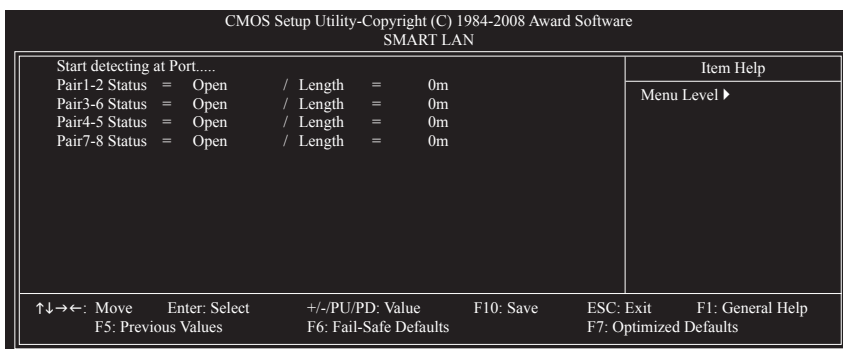 CMOS Setup Utility-Copyright (C) 1984-2008 Award Software
SMART LAN
Start detecting at Port.....
Pair1-2 Status = Open / Length = 0m
Pair3-6 Status = Open / Length = 0m
Pair4-5 Status = Open / Length = 0m
Pair7-8 Status = Open / Length = 0m
Item Help
Menu Level▶
↑↓→←: Move Enter: Select +/-/PU/PD: Value F10: Save ESC: Exit F1: General Help
F5: Previous Values F6: Fail-Safe Defaults F7: Optimized Defaults